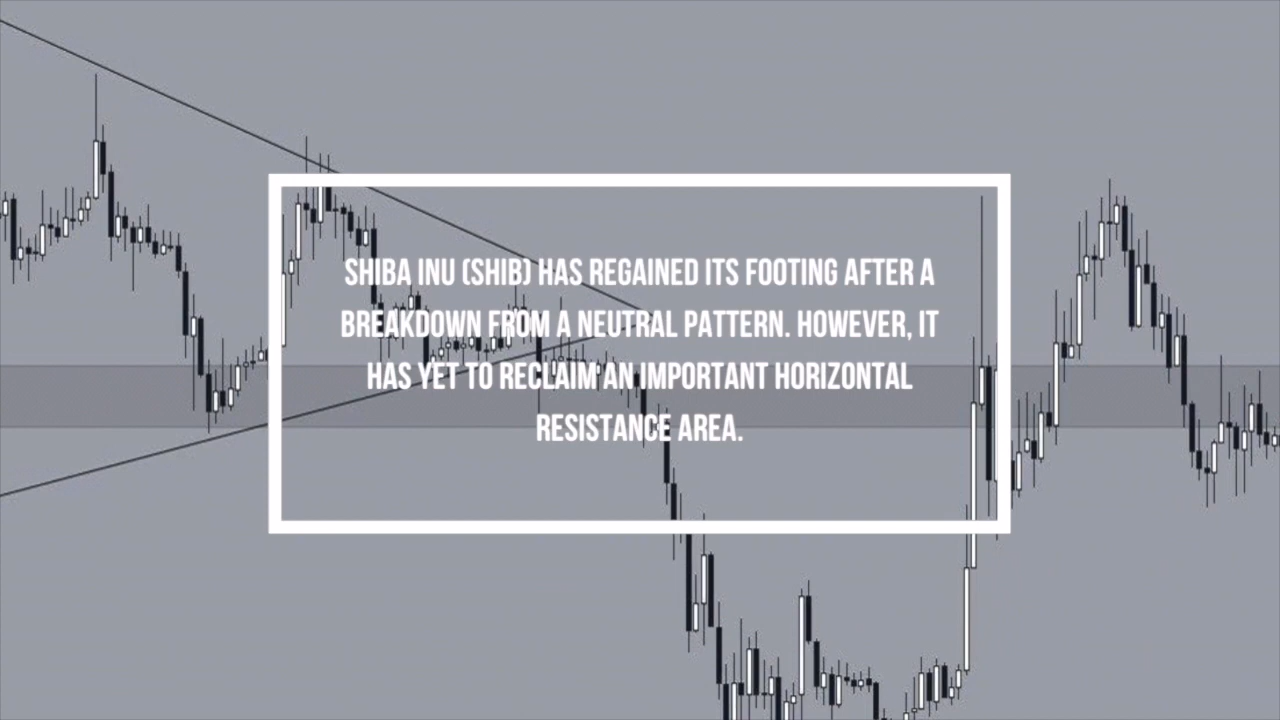 SHIBA INU (SHIB) HAS REGAINED ITS FOOTING AFTER A
BREAKDOWN FROM A NEUTRAL PATTERN. HOWEVER, IT
HAS YET TO RECLAIM AN IMPORTANT HORIZONTAL
RESISTANCE AREA.